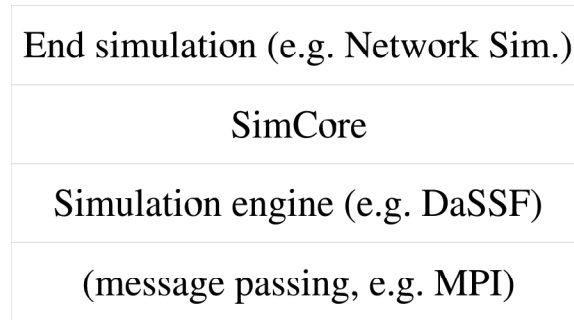 End simulation (e.g. Network Sim.)
SimCore
Simulation engine (e.g. DaSSF)
(message passing, e.g. MPI)